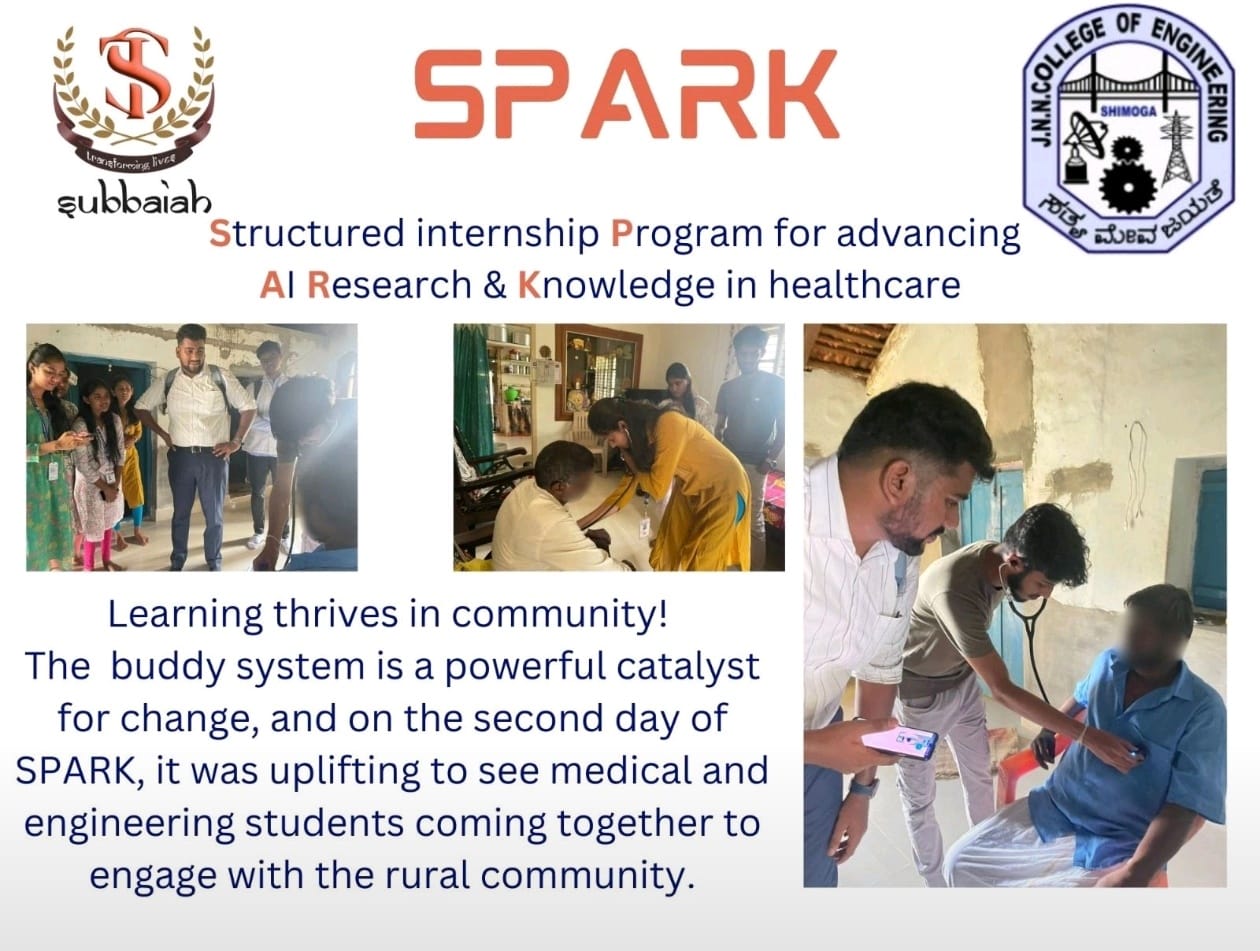 transforming lives
subbaiah
SPARK
J.N.N.COLLEGE OF ENGINEERING
SHIMOGA
ಸತ್ಯ ಮೇವ ಜಯತೆ
Structured internship Program for advancing
AI Research & Knowledge in healthcare
Learning thrives in community!
The buddy system is a powerful catalyst
for change, and on the second day of
SPARK, it was uplifting to see medical and
engineering students coming together to
engage with the rural community.